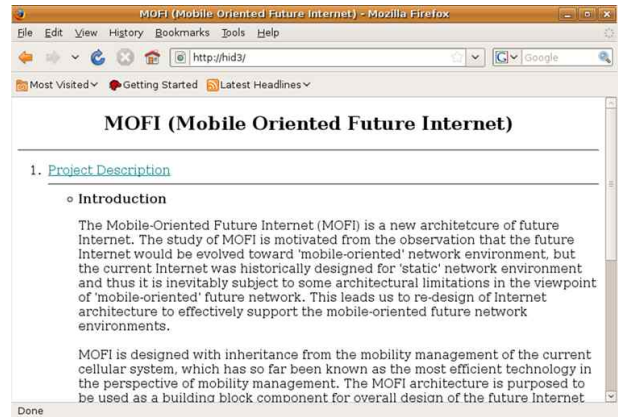 MOFI (Mobile Oriented Future Internet) - Mozilla Firefox
File Edit View History Bookmarks Tools Help
http://hid3/ Google
Most Visited Getting Started Latest Headlines
MOFI (Mobile Oriented Future Internet)
1. Project Description
Introduction
The Mobile-Oriented Future Internet (MOFI) is a new architetcure of future
Internet. The study of MOFI is motivated from the observation that the future
Internet would be evolved toward 'mobile-oriented' network environment, but
the current Internet was historically designed for 'static' network environment
and thus it is inevitably subject to some architectural limitations in the viewpoint
of 'mobile-oriented' future network. This leads us to re-design of Internet
architecture to effectively support the mobile-oriented future network
environments.
MOFI is designed with inheritance from the mobility management of the current
cellular system, which has so far been known as the most efficient technology in
the perspective of mobility management. The MOFI architecture is purposed to
be used as a building block component for overall design of the future Internet
Done